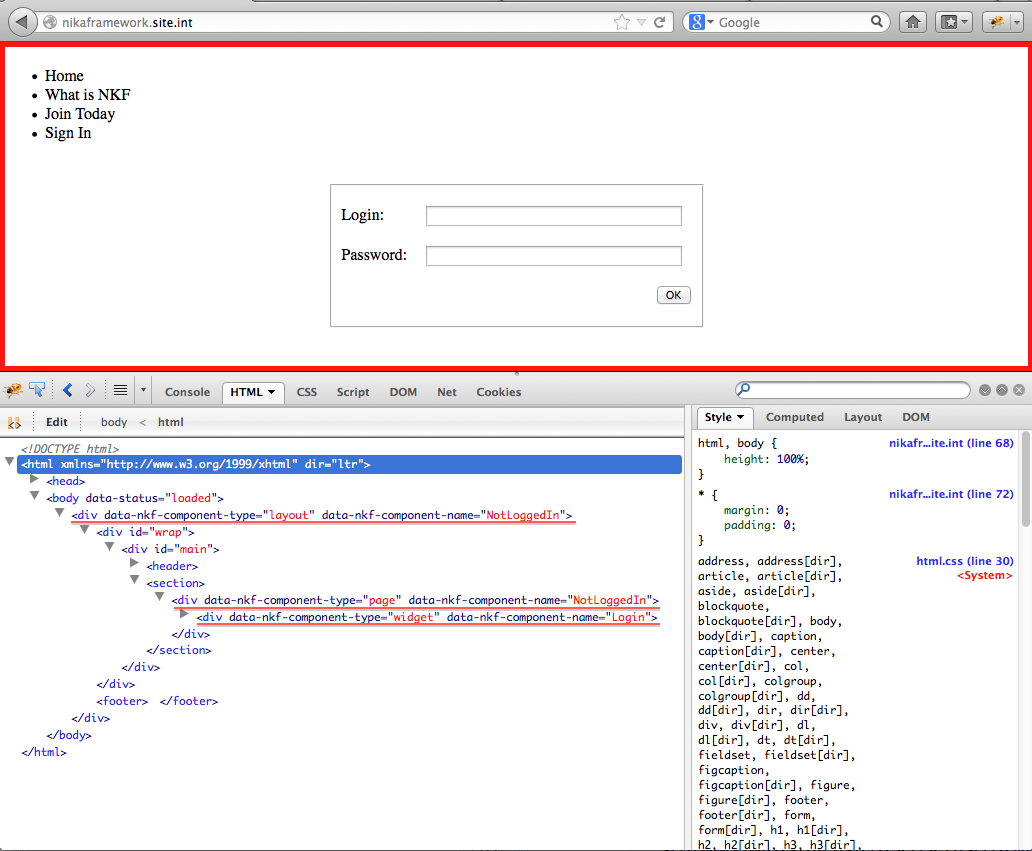 nikaframework.site.int
8 Google
Home
What is NKF
Join Today
Sign In
Login:
Password:
OK
Console HTML CSS Script DOM Net Cookies
Edit body < html
Style Computed Layout DOM
<!DOCTYPE html>
<html xmlns="http://www.w3.org/1999/xhtml" dir="ltr">
<head>
<body data-status="loaded">
<div data-nkf-component-type="layout" data-nkf-component-name="NotLoggedIn">
<div id="wrap">
<div id="main">
<header>
<section>
<div data-nkf-component-type="page" data-nkf-component-name="NotLoggedIn">
<div data-nkf-component-type="widget" data-nkf-component-name="Login">
</div>
</section>
</div>
</div>
<footer> </footer>
</div>
</body>
</html>
html, body { nikafr...ite.int (line 68)
height: 100%;
}
* { nikafr...ite.int (line 72)
margin: 0;
padding: 0;
}
address, address[dir], html.css (line 30)
article, article[dir], <System>
aside, aside[dir],
blockquote,
blockquote[dir], body,
body[dir], caption,
caption[dir], center,
center[dir], col,
col[dir], colgroup,
colgroup[dir], dd,
dd[dir], dir, dir[dir],
div, div[dir], dl,
dl[dir], dt, dt[dir],
fieldset, fieldset[dir],
figcaption,
figcaption[dir], figure,
figure[dir], footer,
footer[dir], form,
form[dir], h1, h1[dir],
h2, h2[dir], h3, h3[dir],